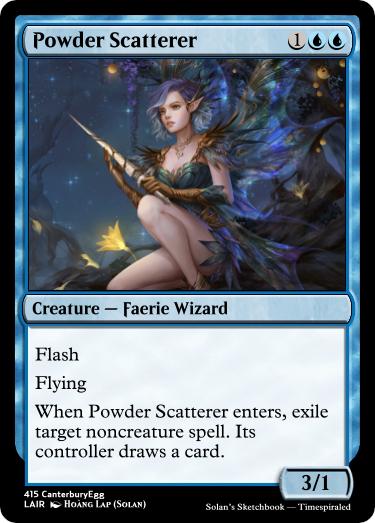 Powder Scatterer 1
Creature — Faerie Wizard
Flash
Flying
When Powder Scatterer enters, exile
target noncreature spell. Its
controller draws a card.
3/1
415 CanterburyEgg
LAIR Hoàng Lap (Solan)
Solan's Sketchbook — Timespiraled